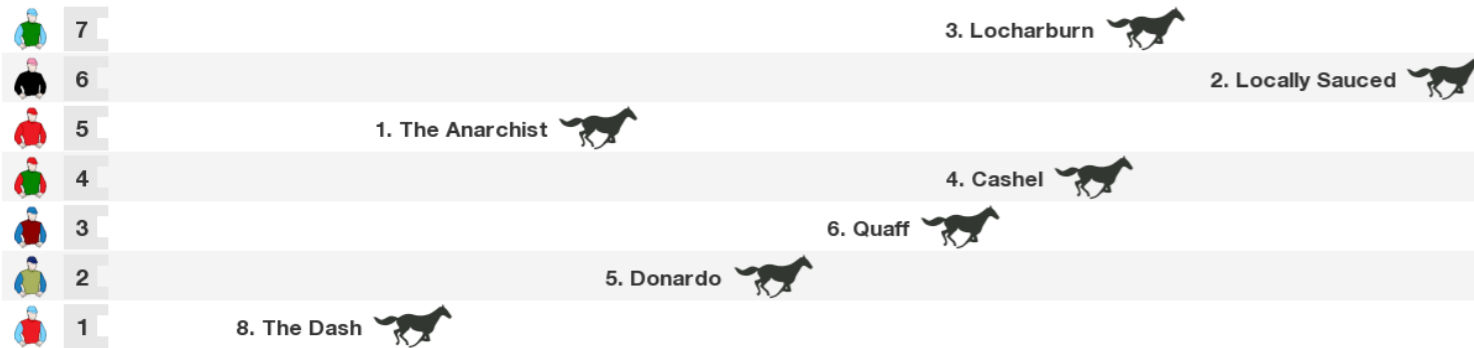 7 3. Locharburn
6 2. Locally Sauced
5 1. The Anarchist
4 4. Cashel
3 6. Quaff
2 5. Donardo
1 8. The Dash